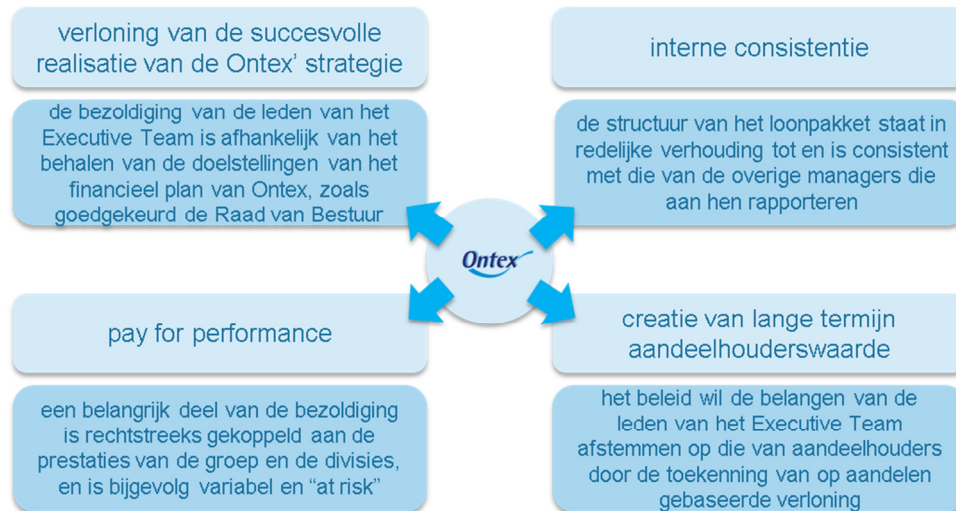 verloning van de succesvolle
realisatie van de Ontex' strategie
de bezoldiging van de leden van het
Executive Team is afhankelijk van het
behalen van de doelstellingen van het
financieel plan van Ontex, zoals
goedgekeurd de Raad van Bestuur
interne consistentie
de structuur van het loonpakket staat in
redelijke verhouding tot en is consistent
met die van de overige managers die
aan hen rapporteren
Ontex
pay for performance
een belangrijk deel van de bezoldiging
is rechtstreeks gekoppeld aan de
prestaties van de groep en de divisies,
en is bijgevolg variabel en “at risk”
creatie van lange termijn
aandeelhouderswaarde
het beleid wil de belangen van de
leden van het Executive Team
afstemmen op die van aandeelhouders
door de toekenning van op aandelen
gebaseerde verloning